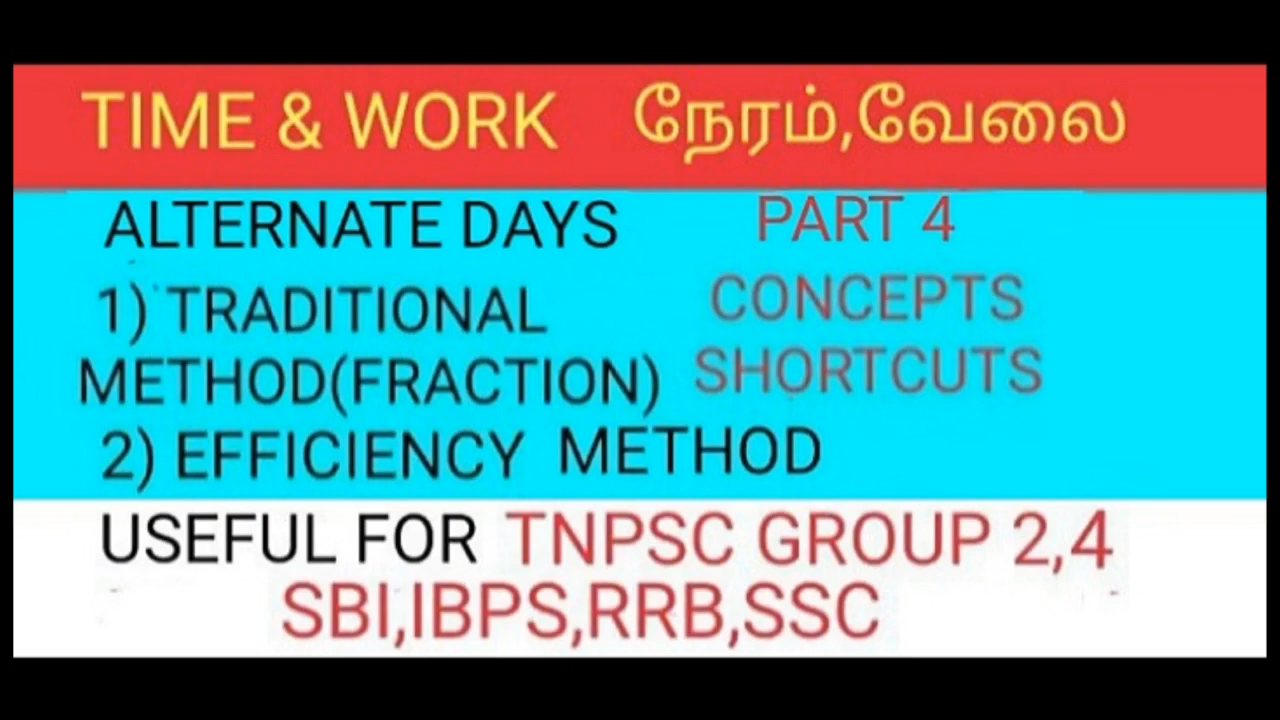 TIME & WORK நேரம்,வேலை
ALTERNATE DAYS PART 4
1) TRADITIONAL CONCEPTS
METHOD(FRACTION) SHORTCUTS
2) EFFICIENCY METHOD
USEFUL FOR TNPSC GROUP 2,4
SBI,IBPS,RRB,SSC